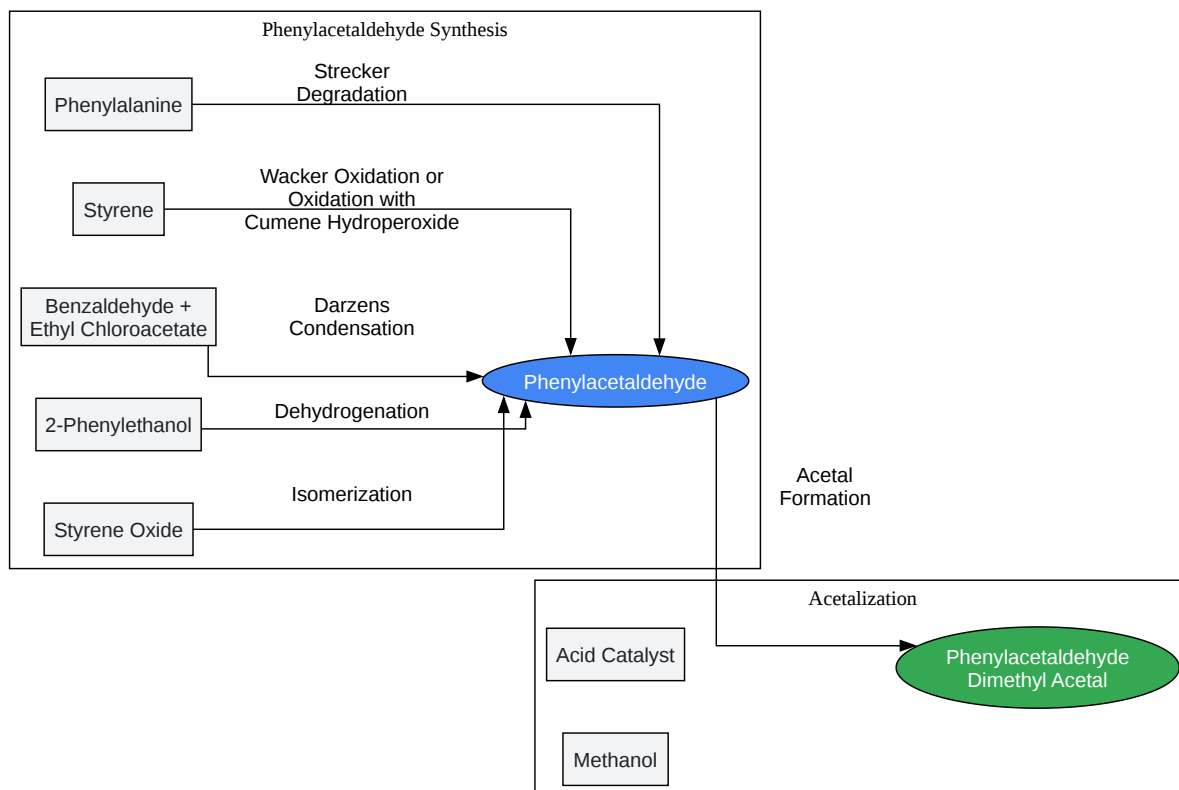 Phenylacetaldehyde Synthesis
Strecker
Degradation
Phenylalanine
Wacker Oxidation or
Oxidation with
Cumene Hydroperoxide
Styrene
Benzaldehyde +
Ethyl Chloroacetate
Darzens
Condensation
Phenylacetaldehyde
2-Phenylethanol
Dehydrogenation
Isomerization
Styrene Oxide
Acetal
Formation
Acetalization
Acid Catalyst
Phenylacetaldehyde
Dimethyl Acetal
Methanol